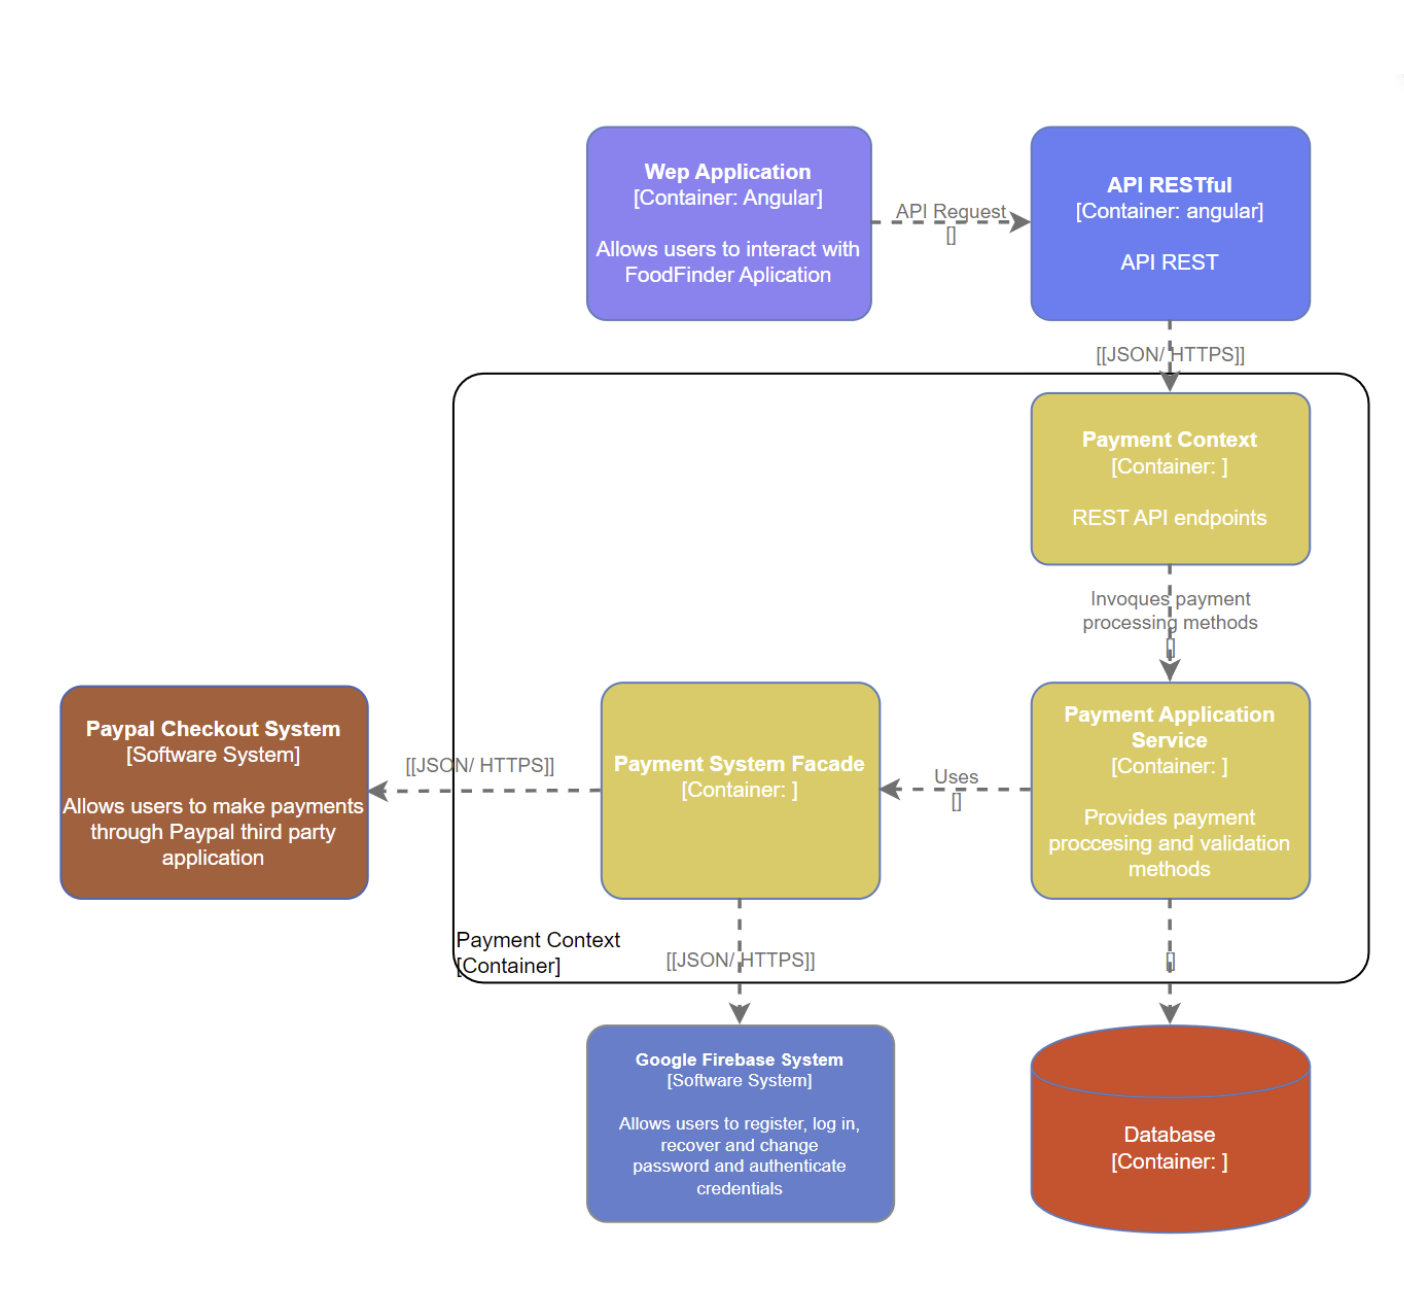 Wep Application
[Container: Angular]
Allows users to interact with
FoodFinder Aplication
API Request
[]
API RESTful
[Container: angular]
API REST
[[JSON/ HTTPS]]
Payment Context
[Container: ]
REST API endpoints
Invoques payment
processing methods
[]
Payment Application
Service
[Container: ]
Provides payment
proccesing and validation
methods
Uses
[]
Payment System Facade
[Container: ]
[[JSON/ HTTPS]]
Paypal Checkout System
[Software System]
Allows users to make payments
through Paypal third party
application
Payment Context
[Container]
[[JSON/ HTTPS]]
[]
Google Firebase System
[Software System]
Allows users to register, log in,
recover and change
password and authenticate
credentials
Database
[Container: ]